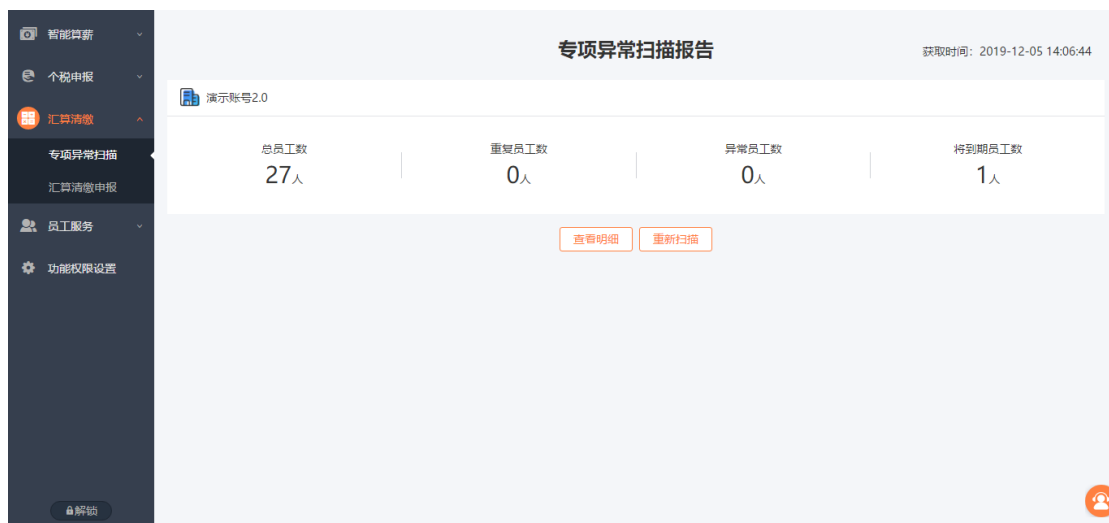 智能算薪
个税申报
汇算清缴
专项异常扫描
汇算清缴申报
员工服务
功能权限设置
解锁
专项异常扫描报告
获取时间：2019-12-05 14:06:44
演示账号2.0
总员工数 重复员工数 异常员工数 将到期员工数
27人 0人 0人 1人
查看明细 重新扫描